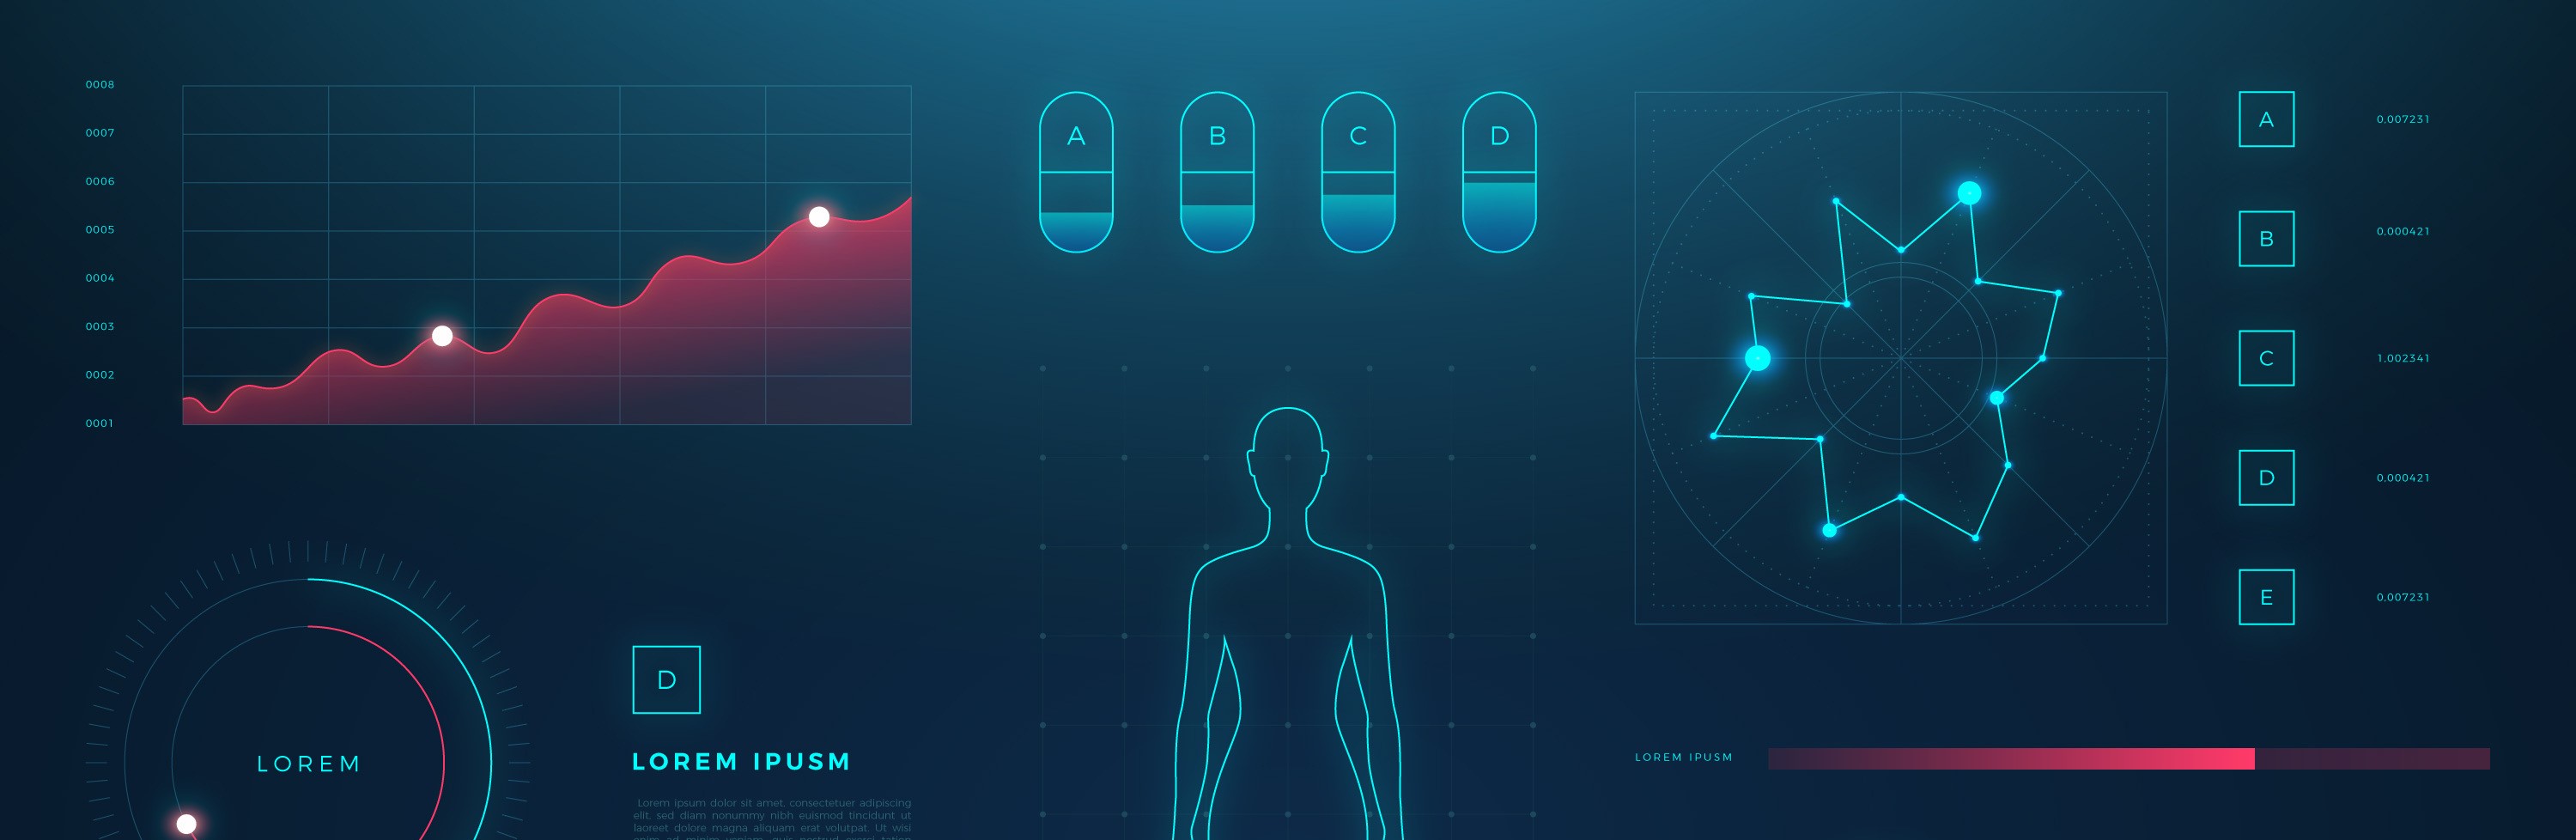 0008
0007
0006
0005
0004
0003
0002
0001
A
B
C
D
A
0.007231
B
0.000421
C
1.002341
D
0.000421
E
0.007231
LOREM
D
LOREM IPUSM
Lorem ipsum dolor sit amet, consectetuer adipiscing
elit, sed diam nonummy nibh euismod tincidunt ut
laoreet dolore magna aliquam erat volutpat. Ut wisi
LOREM IPUSM